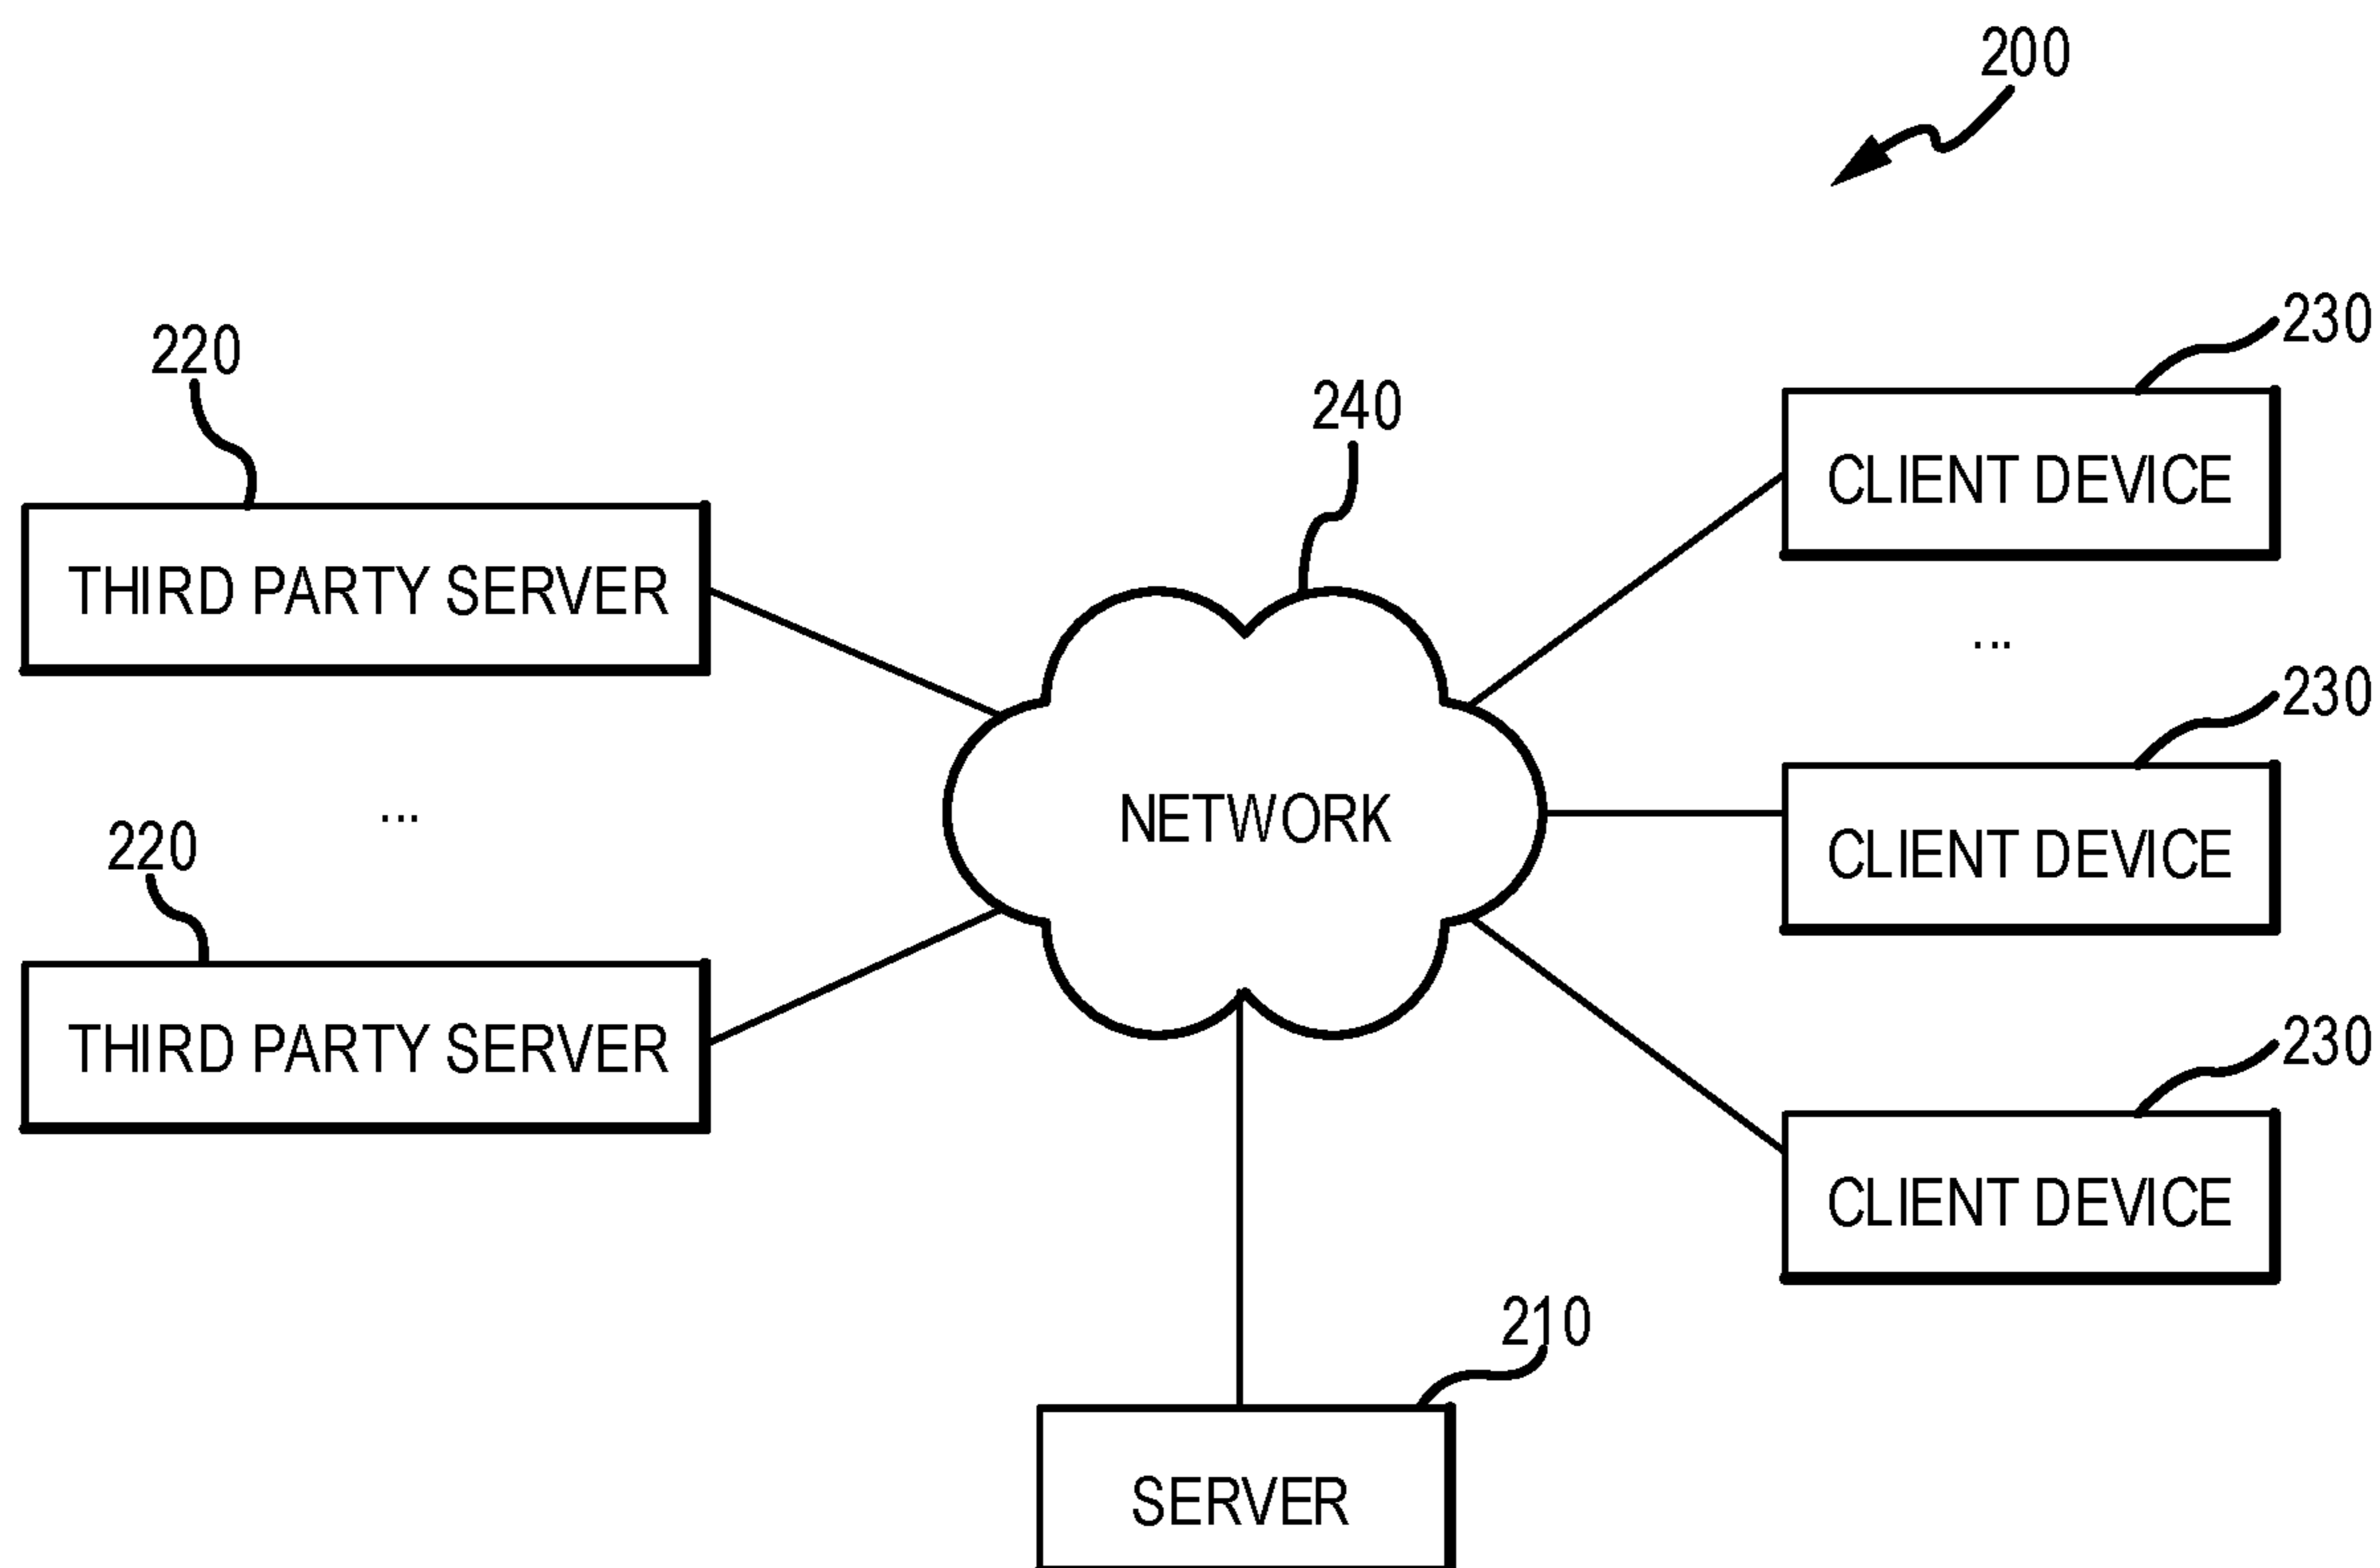 200
230
220
240
CLIENT DEVICE
THIRD PARTY SERVER
...
230
NETWORK
...
220
CLIENT DEVICE
230
THIRD PARTY SERVER
CLIENT DEVICE
210
SERVER